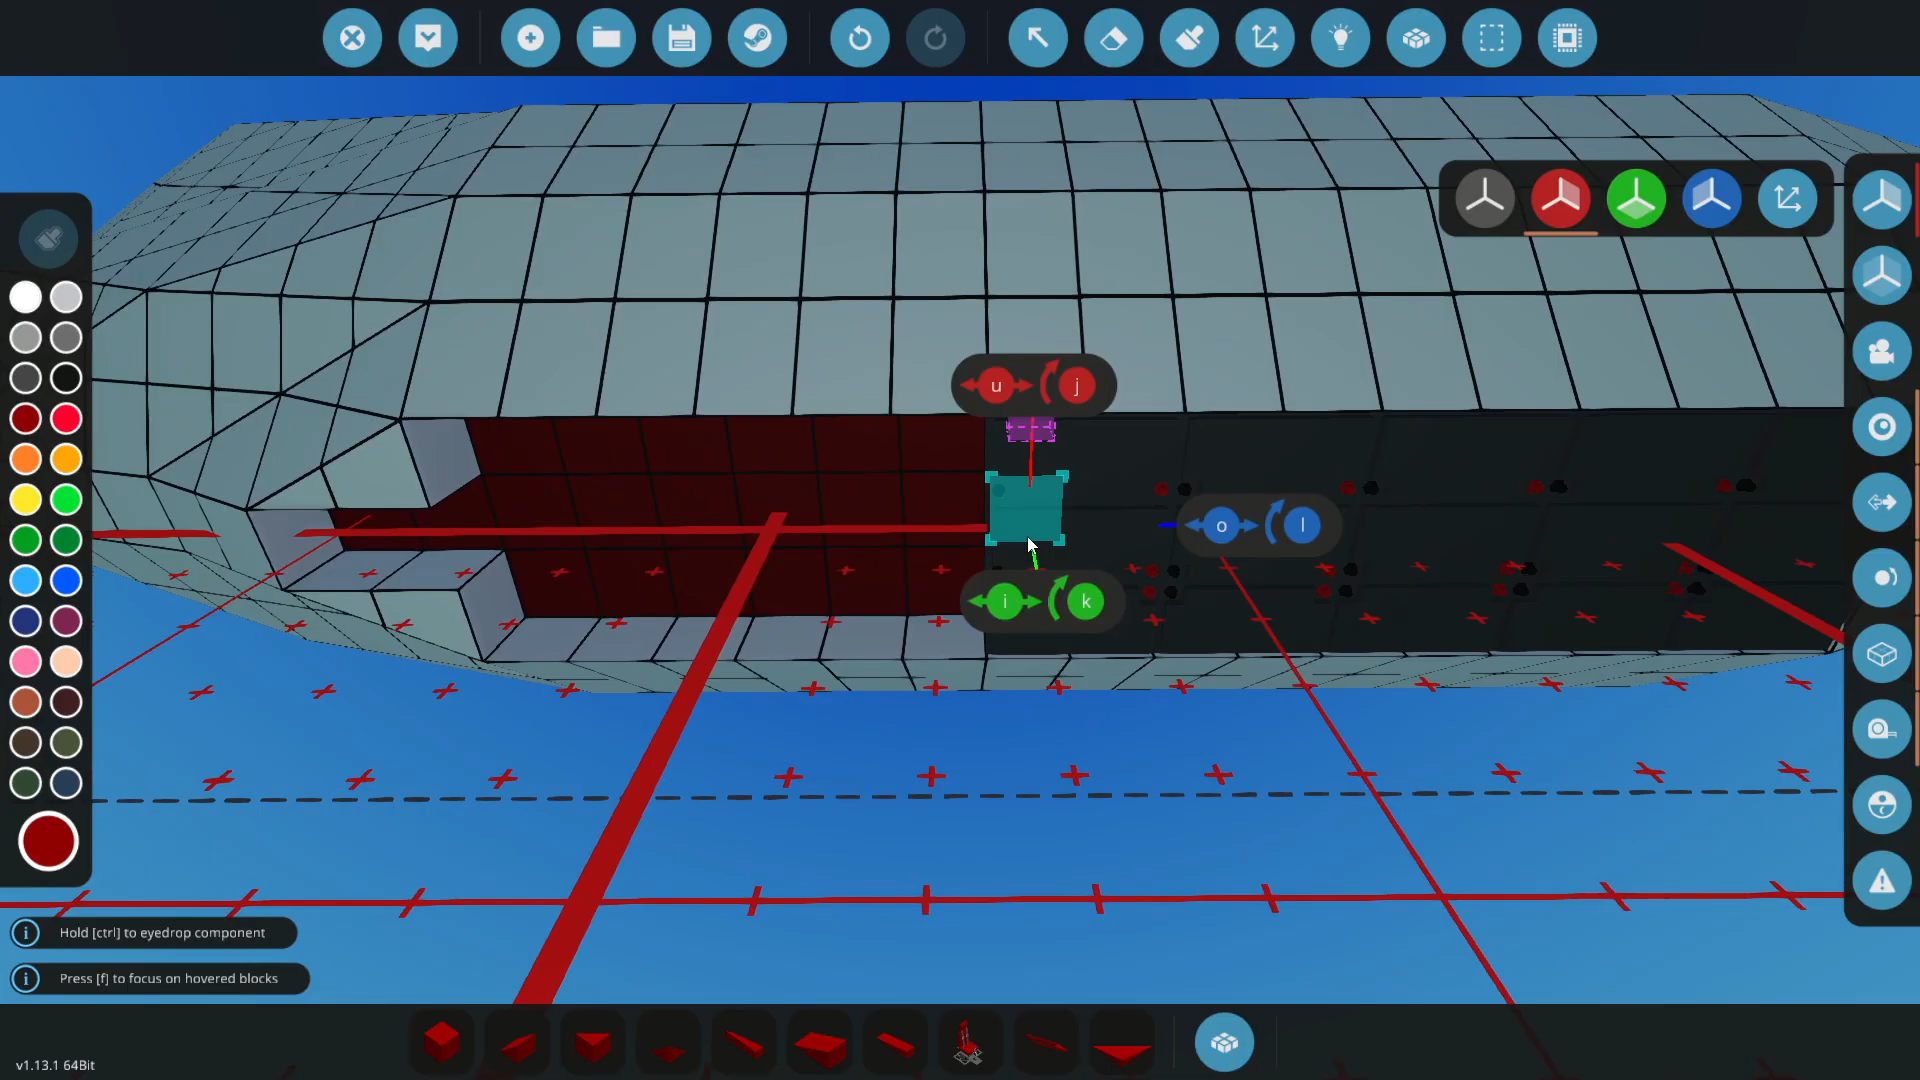 u
j
o
l
i
k
Hold [ctrl] to eyedrop component
Press [f] to focus on hovered blocks
v1.13.1 64Bit